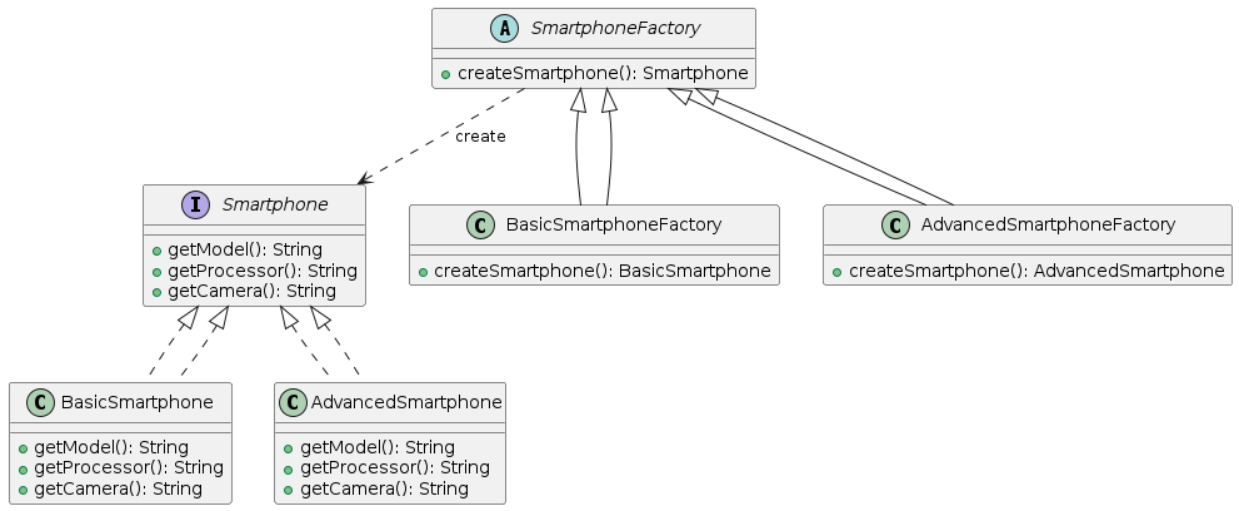 A SmartphoneFactory
createSmartphone(): Smartphone
create
I Smartphone
getModel(): String
getProcessor(): String
getCamera(): String
C BasicSmartphoneFactory
createSmartphone(): BasicSmartphone
C AdvancedSmartphoneFactory
createSmartphone(): AdvancedSmartphone
C BasicSmartphone
getModel(): String
getProcessor(): String
getCamera(): String
C AdvancedSmartphone
getModel(): String
getProcessor(): String
getCamera(): String